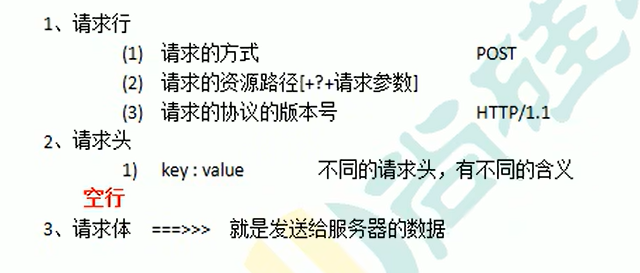 1、请求行
(1) 请求的方式 POST
(2) 请求的资源路径[+?+请求参数]
(3) 请求的协议的版本号 HTTP/1.1
2、请求头
1) key : value 不同的请求头，有不同的含义
空行
3、请求体 ===>>> 就是发送给服务器的数据